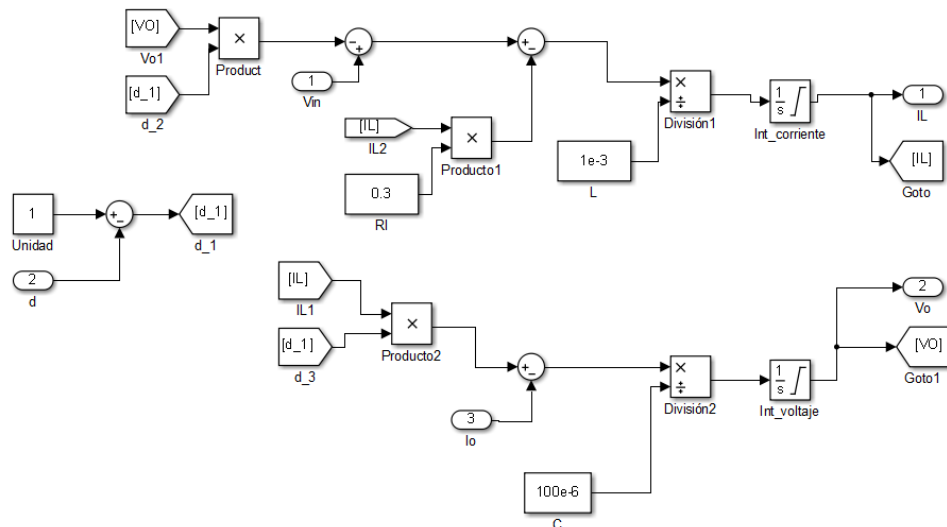 [VO]
Vo1
×
Product
[d_1]
d_2
1
Vin
[IL]
IL2
×
Producto1
0.3
Rl
×
÷
División1
1e-3
L
1
s
Int_corriente
1
IL
[IL]
Goto
1
Unidad
[d_1]
d_1
2
d
[IL]
IL1
[d_1]
d_3
×
Producto2
3
Io
×
÷
División2
100e-6
C
1
s
Int_voltaje
2
Vo
[VO]
Goto1